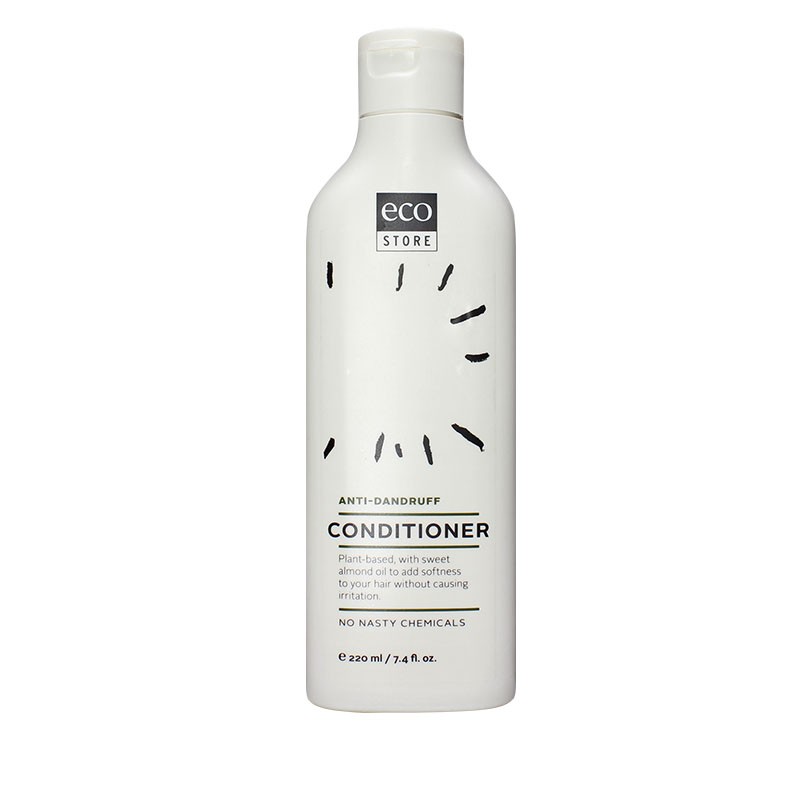 eco
STORE
ANTI-DANDRUFF
CONDITIONER
Plant-based, with sweet
almond oil to add softness
to your hair without causing
irritation.
NO NASTY CHEMICALS
e 220 ml / 7.4 fl. oz.